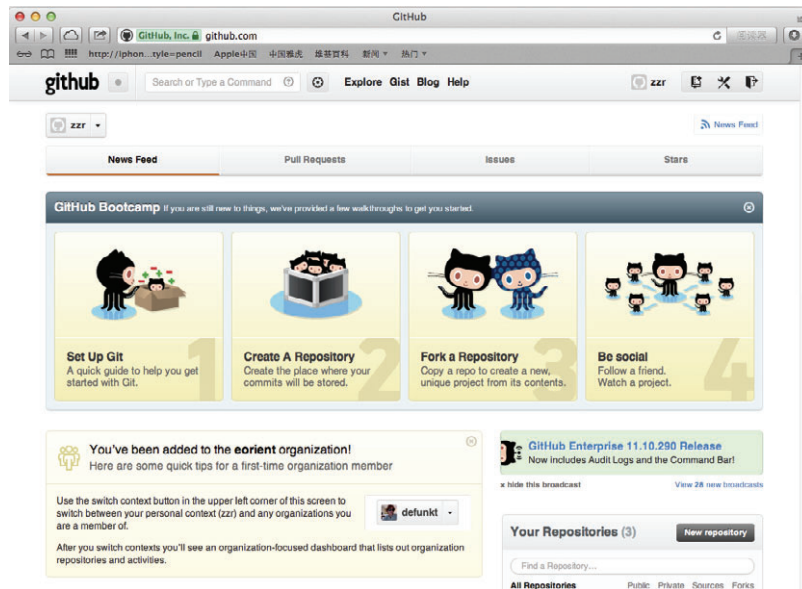 GitHub
GitHub, Inc. github.com
阅读器
http://iphon...tyle=pencil Apple中国 中国雅虎 维基百科 新闻 热门
github Search or Type a Command Explore Gist Blog Help zzr
zzr News Feed
News Feed Pull Requests Issues Stars
GitHub Bootcamp If you are still new to things, we've provided a few walkthroughs to get you started.
1 2 3 4
Set Up Git
A quick guide to help you get
started with Git.
Create A Repository
Create the place where your
commits will be stored.
Fork a Repository
Copy a repo to create a new,
unique project from its contents.
Be social
Follow a friend.
Watch a project.
You've been added to the eorient organization!
Here are some quick tips for a first-time organization member
Use the switch context button in the upper left corner of this screen to
switch between your personal context (zzr) and any organizations you
are a member of.
defunkt
After you switch contexts you'll see an organization-focused dashboard that lists out organization
repositories and activities.
GitHub Enterprise 11.10.290 Release
Now includes Audit Logs and the Command Bar!
x hide this broadcast View 28 new broadcasts
Your Repositories (3) New repository
Find a Repository...
All Repositories Public Private Sources Forks